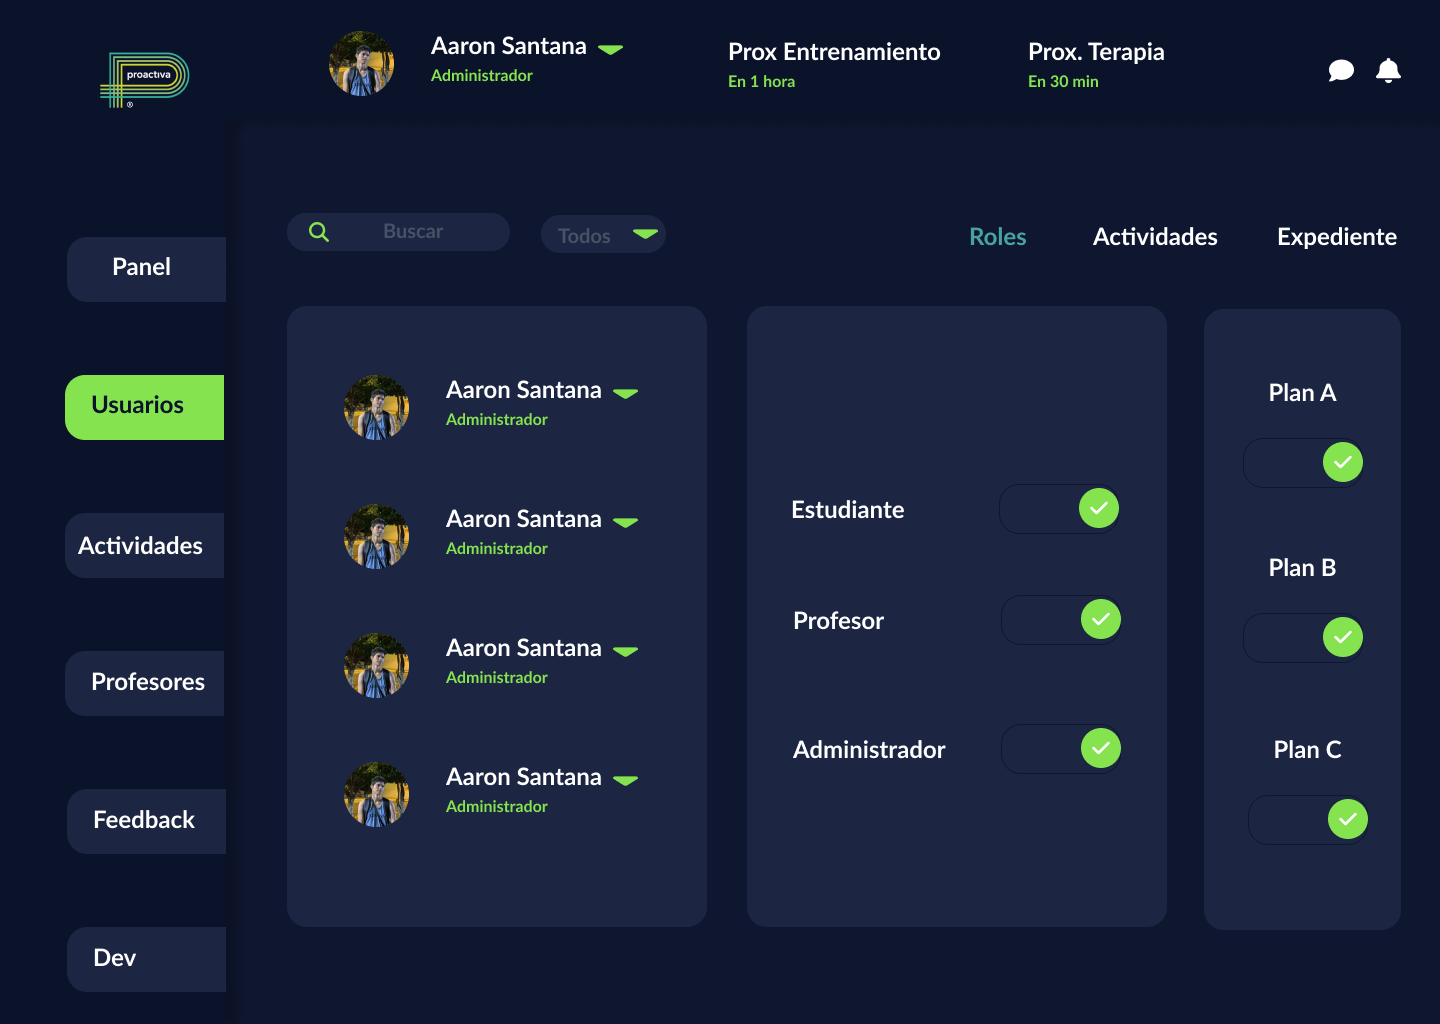 proactiva
®
Aaron Santana
Administrador
Prox Entrenamiento
En 1 hora
Prox. Terapia
En 30 min
Panel
Usuarios
Actividades
Profesores
Feedback
Dev
Buscar
Todos
Roles
Actividades
Expediente
Aaron Santana
Administrador
Aaron Santana
Administrador
Aaron Santana
Administrador
Aaron Santana
Administrador
Estudiante
Profesor
Administrador
Plan A
Plan B
Plan C